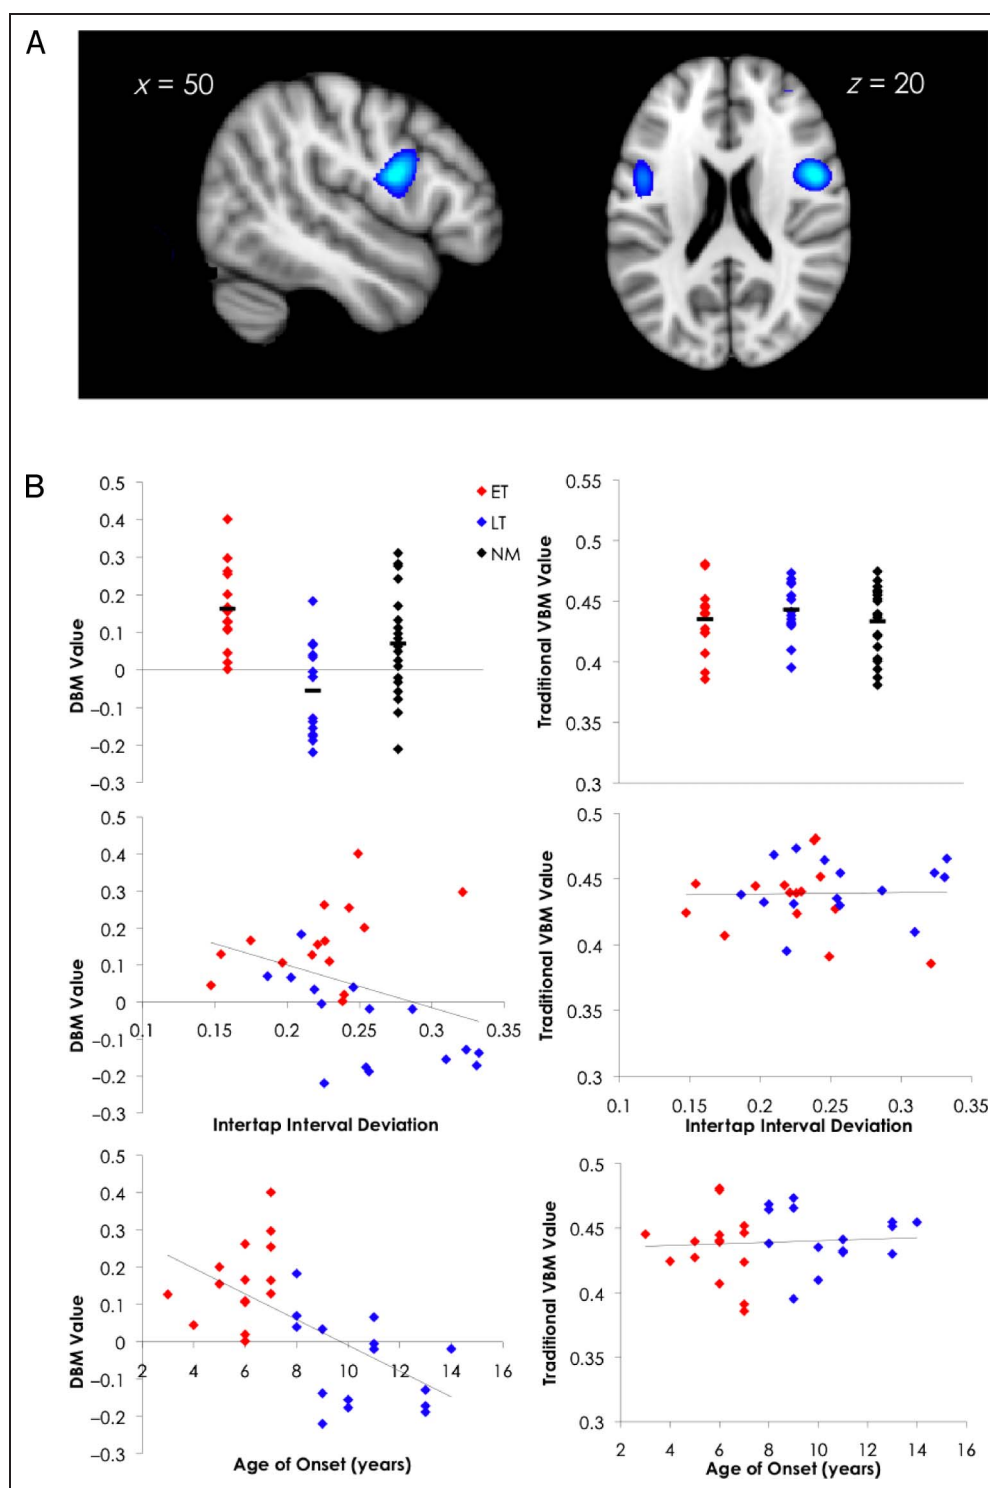 A
x = 50
z = 20
B
0.5
0.4
0.3
0.2
0.1
0
–0.1
–0.2
–0.3
DBM Value
ET
LT
NM
0.55
0.5
0.45
0.4
0.35
0.3
Traditional VBM Value
0.5
0.4
0.3
0.2
0.1
0
–0.1
–0.2
–0.3
DBM Value
0.1 0.15 0.2 0.25 0.3 0.35
Intertap Interval Deviation
0.5
0.45
0.4
0.35
0.3
Traditional VBM Value
0.1 0.15 0.2 0.25 0.3 0.35
Intertap Interval Deviation
0.5
0.4
0.3
0.2
0.1
0
–0.1
–0.2
–0.3
DBM Value
2 4 6 8 10 12 14 16
Age of Onset (years)
0.5
0.45
0.4
0.35
0.3
Traditional VBM Value
2 4 6 8 10 12 14 16
Age of Onset (years)